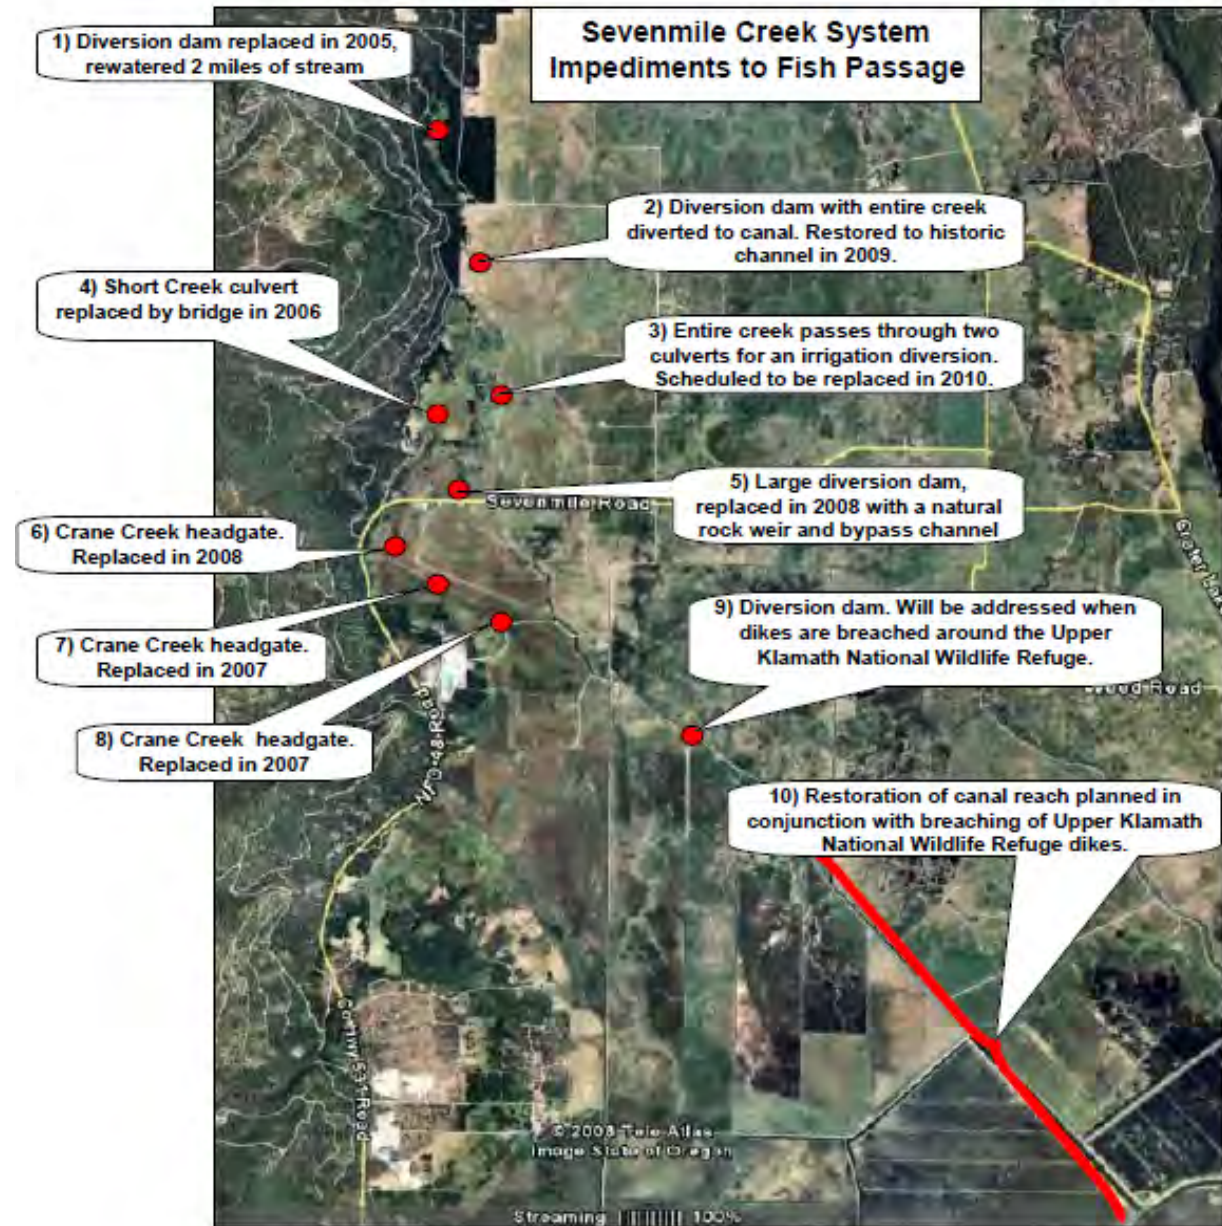 Sevenmile Creek System
Impediments to Fish Passage
1) Diversion dam replaced in 2005,
rewatered 2 miles of stream
2) Diversion dam with entire creek
diverted to canal. Restored to historic
channel in 2009.
4) Short Creek culvert
replaced by bridge in 2006
3) Entire creek passes through two
culverts for an irrigation diversion.
Scheduled to be replaced in 2010.
5) Large diversion dam,
replaced in 2008 with a natural
rock weir and bypass channel
Sevenmile Road
6) Crane Creek headgate.
Replaced in 2008
7) Crane Creek headgate.
Replaced in 2007
8) Crane Creek headgate.
Replaced in 2007
9) Diversion dam. Will be addressed when
dikes are breached around the Upper
Klamath National Wildlife Refuge.
Wood Road
10) Restoration of canal reach planned in
conjunction with breaching of Upper Klamath
National Wildlife Refuge dikes.
Crater Lak
Road
© 2008 Tele Atlas
Image State of Oregon
Streaming 100%